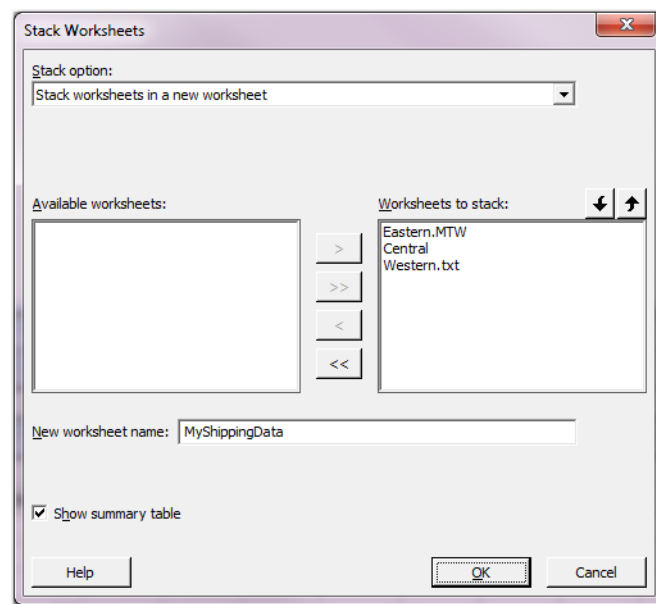 Stack Worksheets
Stack option:
Stack worksheets in a new worksheet
Available worksheets:
Worksheets to stack:
Eastern.MTW
Central
Western.txt
>
>>
<
<<
New worksheet name: MyShippingData
Show summary table
Help
OK
Cancel